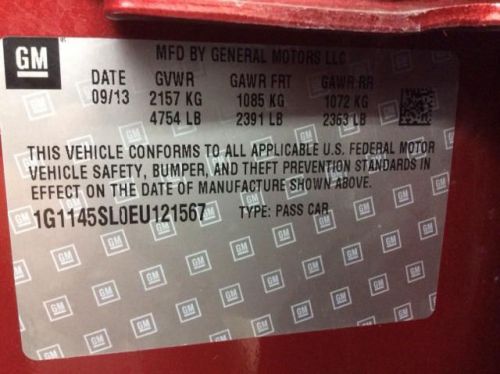 GM
MFD BY GENERAL MOTORS LLC
DATE GVWR GAWR FRT GAWR RR
09/13 2157 KG 1085 KG 1072 KG
4754 LB 2391 LB 2363 LB
THIS VEHICLE CONFORMS TO ALL APPLICABLE U.S. FEDERAL MOTOR
VEHICLE SAFETY, BUMPER, AND THEFT PREVENTION STANDARDS IN
EFFECT ON THE DATE OF MANUFACTURE SHOWN ABOVE.
1G1145SL0EU121567 TYPE: PASS CAR